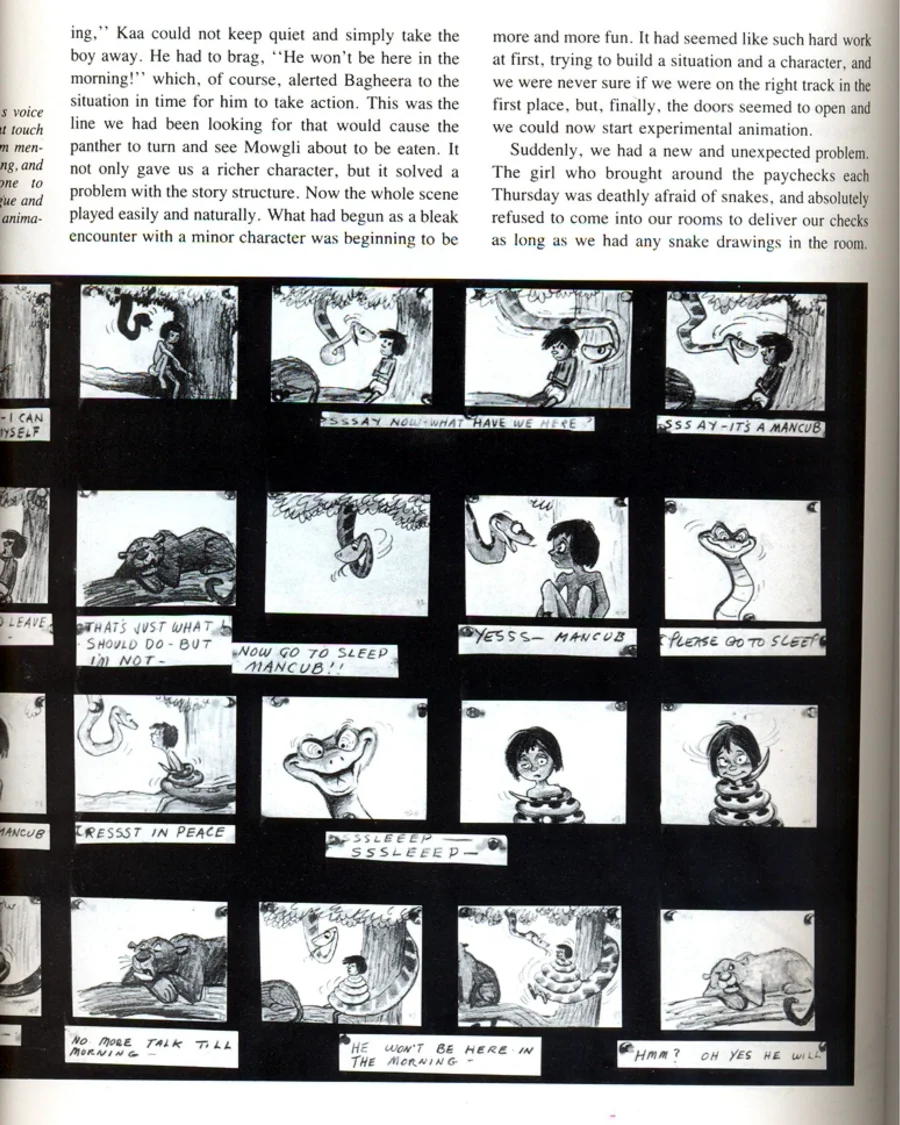 ing,’’ Kaa could not keep quiet and simply take the
boy away. He had to brag, ‘‘He won’t be here in the
morning!’’ which, of course, alerted Bagheera to the
situation in time for him to take action. This was the
line we had been looking for that would cause the
panther to turn and see Mowgli about to be eaten. It
not only gave us a richer character, but it solved a
problem with the story structure. Now the whole scene
played easily and naturally. What had begun as a bleak
encounter with a minor character was beginning to be
more and more fun. It had seemed like such hard work
at first, trying to build a situation and a character, and
we were never sure if we were on the right track in the
first place, but, finally, the doors seemed to open and
we could now start experimental animation.
Suddenly, we had a new and unexpected problem.
The girl who brought around the paychecks each
Thursday was deathly afraid of snakes, and absolutely
refused to come into our rooms to deliver our checks
as long as we had any snake drawings in the room.
s voice
t touch
m men-
ng, and
one to
gue and
anima-
-I CAN
YSELF
SSSAY NOW-WHAT HAVE WE HERE?
SSS AY-IT'S A MANCUB
LEAVE
THAT'S JUST WHAT I
SHOULD DO-BUT
I'M NOT-
NOW GO TO SLEEP
MANCUB!!
YESSS- MANCUB
PLEASE GO TO SLEEP
MANCUB
RESSST IN PEACE
SSSLEEEP
SSSLEEEP-
NO MORE TALK TILL
MORNING-
HE WON'T BE HERE IN
THE MORNING-
HMM? OH YES HE WILL